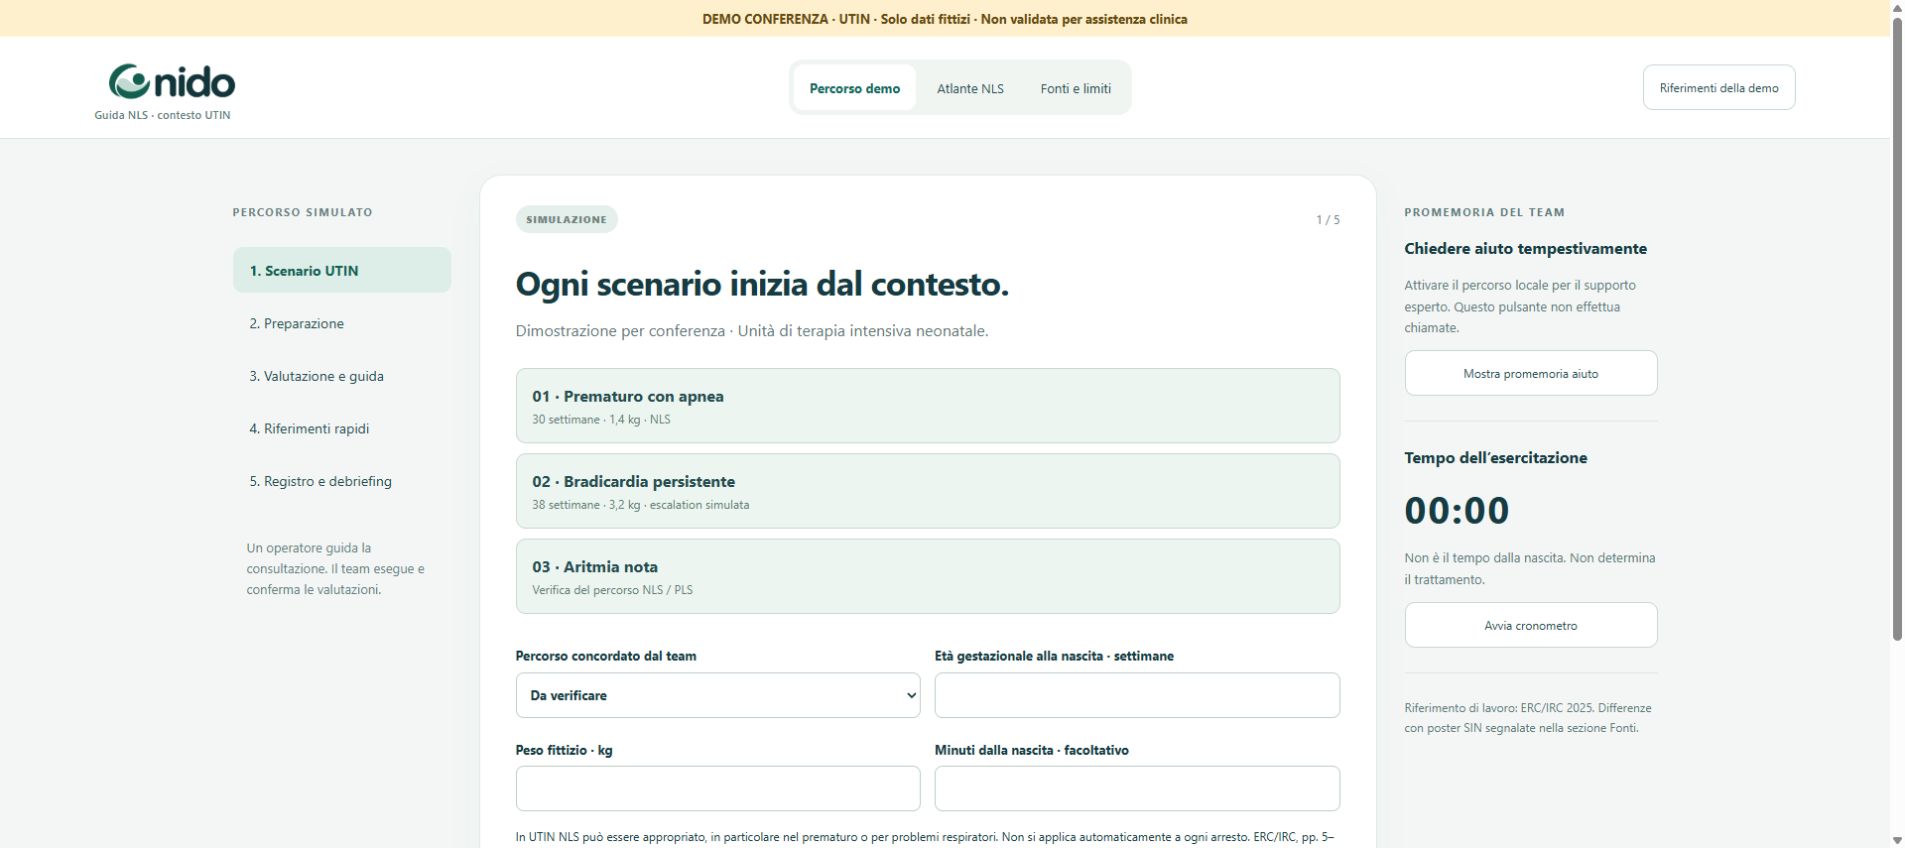 DEMO CONFERENZA · UTIN · Solo dati fittizi · Non validata per assistenza clinica
nido
Guida NLS · contesto UTIN
Percorso demo
Atlante NLS
Fonti e limiti
Riferimenti della demo
PERCORSO SIMULATO
1. Scenario UTIN
2. Preparazione
3. Valutazione e guida
4. Riferimenti rapidi
5. Registro e debriefing
Un operatore guida la
consultazione. Il team esegue e
conferma le valutazioni.
SIMULAZIONE
1 / 5
Ogni scenario inizia dal contesto.
Dimostrazione per conferenza · Unità di terapia intensiva neonatale.
01 · Prematuro con apnea
30 settimane · 1,4 kg · NLS
02 · Bradicardia persistente
38 settimane · 3,2 kg · escalation simulata
03 · Aritmia nota
Verifica del percorso NLS / PLS
Percorso concordato dal team
Da verificare
Età gestazionale alla nascita · settimane
Peso fittizio · kg
Minuti dalla nascita · facoltativo
In UTIN NLS può essere appropriato, in particolare nel prematuro o per problemi respiratori. Non si applica automaticamente a ogni arresto. ERC/IRC, pp. 5–
PROMEMORIA DEL TEAM
Chiedere aiuto tempestivamente
Attivare il percorso locale per il supporto
esperto. Questo pulsante non effettua
chiamate.
Mostra promemoria aiuto
Tempo dell'esercitazione
00:00
Non è il tempo dalla nascita. Non determina
il trattamento.
Avvia cronometro
Riferimento di lavoro: ERC/IRC 2025. Differenze
con poster SIN segnalate nella sezione Fonti.